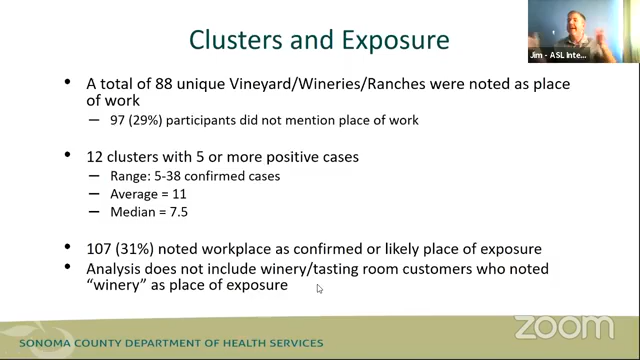 Clusters and Exposure
Jim - ASL Inte...
• A total of 88 unique Vineyard/Wineries/Ranches were noted as place
of work
– 97 (29%) participants did not mention place of work
• 12 clusters with 5 or more positive cases
– Range: 5-38 confirmed cases
– Average = 11
– Median = 7.5
• 107 (31%) noted workplace as confirmed or likely place of exposure
• Analysis does not include winery/tasting room customers who noted
“winery” as place of exposure
zoom
SONOMA COUNTY DEPARTMENT OF HEALTH SERVICES